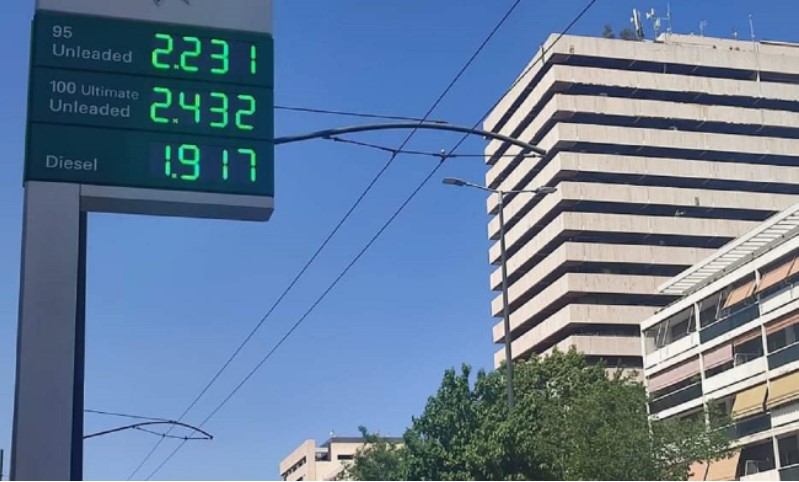 95
Unleaded 2.231
100 Ultimate
Unleaded 2.432
Diesel 1.917